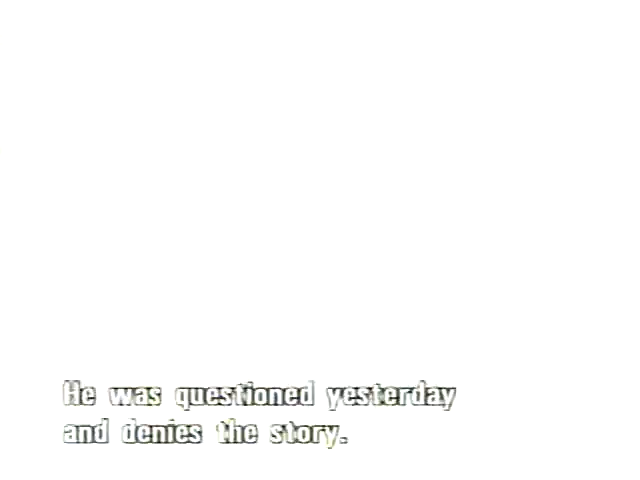 He was questioned yesterday
and denies the story.